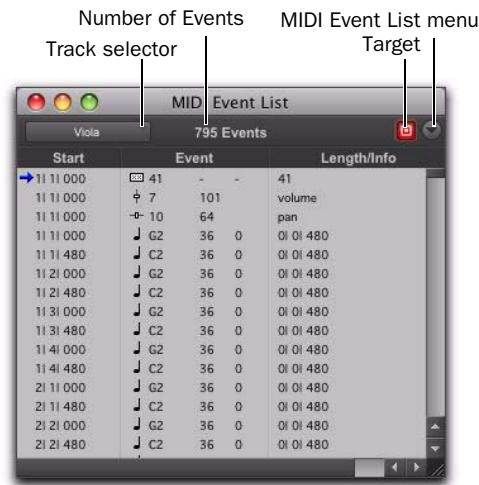 Number of Events MIDI Event List menu
Track selector Target
MIDI Event List
Viola 795 Events
Start Event Length/Info
1| 1| 000 41 - - 41
1| 1| 000 7 101 volume
1| 1| 000 10 64 pan
1| 1| 000 G2 36 0 0| 0| 480
1| 1| 480 C2 36 0 0| 0| 480
1| 2| 000 G2 36 0 0| 0| 480
1| 2| 480 C2 36 0 0| 0| 480
1| 3| 000 G2 36 0 0| 0| 480
1| 3| 480 C2 36 0 0| 0| 480
1| 4| 000 G2 36 0 0| 0| 480
1| 4| 480 C2 36 0 0| 0| 480
2| 1| 000 G2 36 0 0| 0| 480
2| 1| 480 C2 36 0 0| 0| 480
2| 2| 000 G2 36 0 0| 0| 480
2| 2| 480 C2 36 0 0| 0| 480